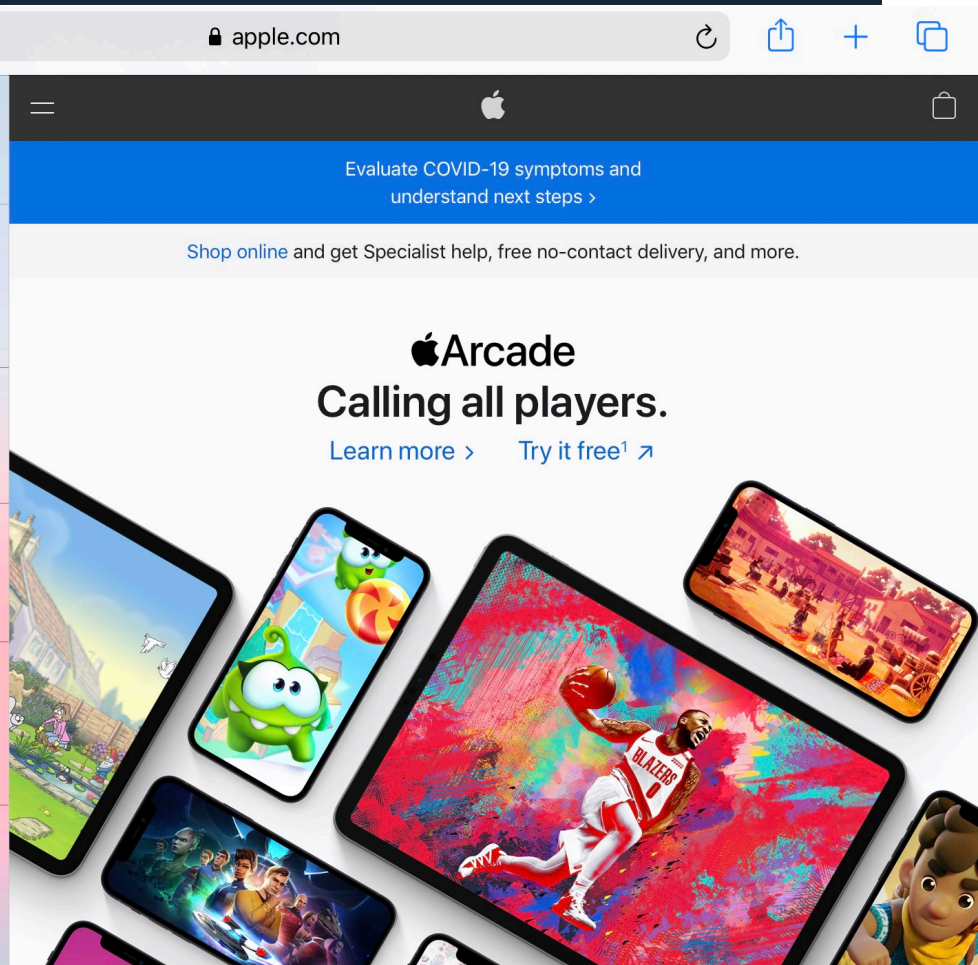 apple.com
Evaluate COVID-19 symptoms and
understand next steps >
Shop online and get Specialist help, free no-contact delivery, and more.
Arcade
Calling all players.
Learn more > Try it free¹ ↗
BLAZERS
0